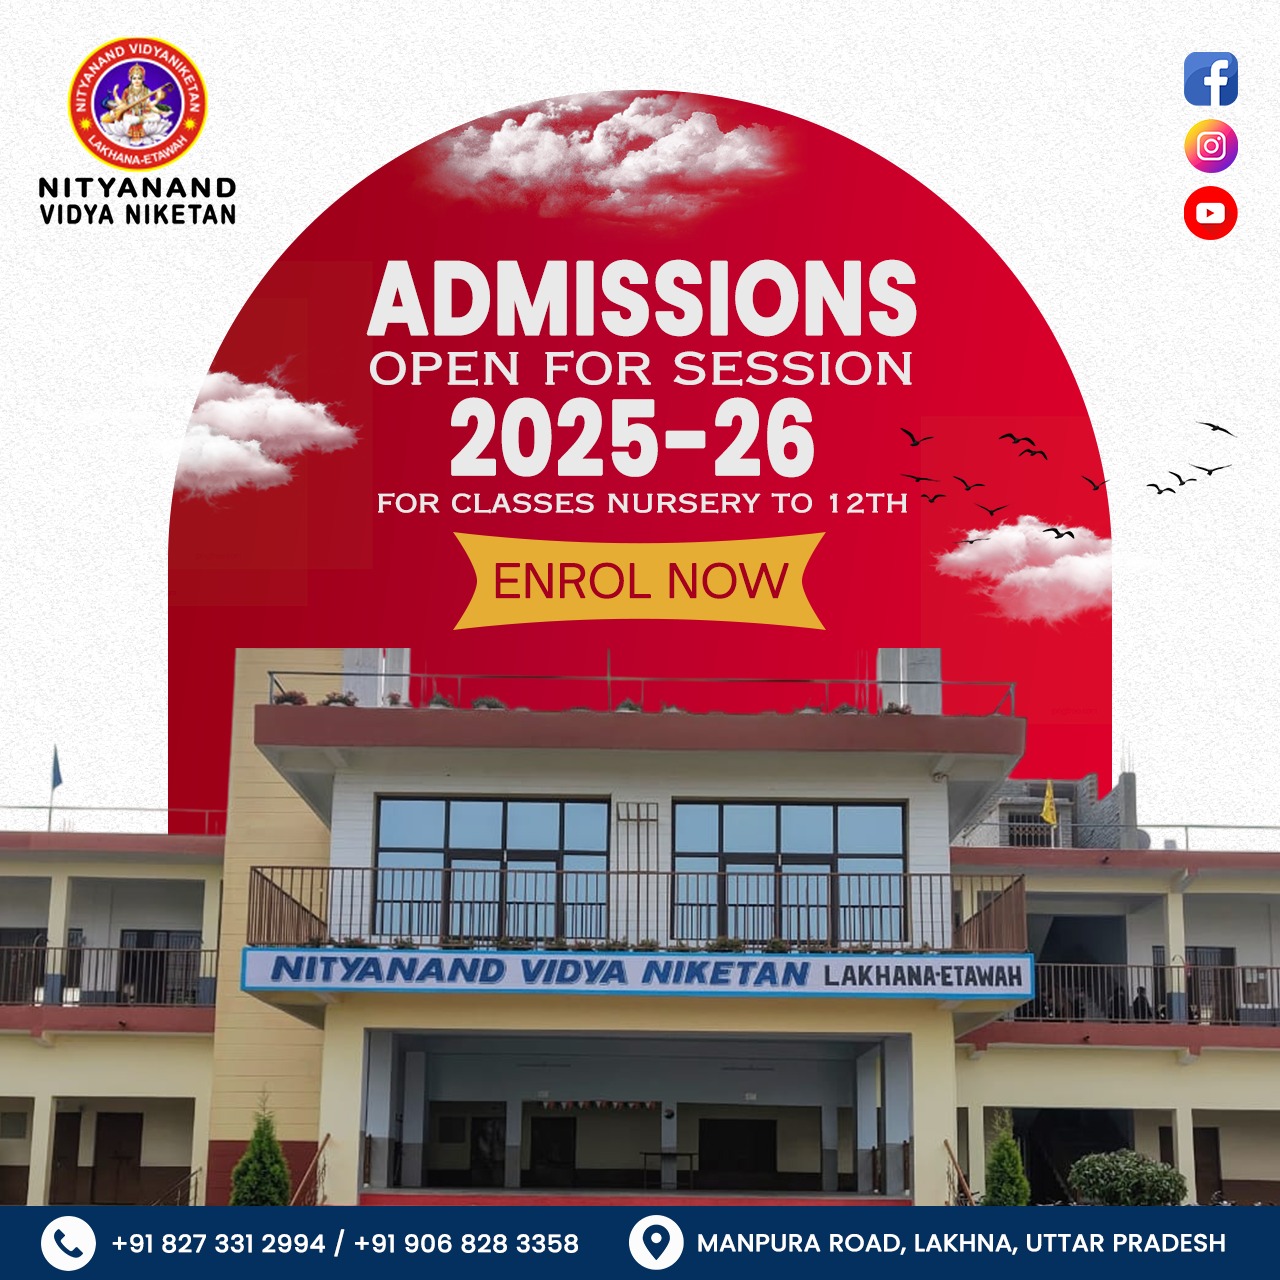 NITYANAND VIDYANIKETAN
LAKHANA-ETAWAH
NITYANAND
VIDYA NIKETAN
ADMISSIONS
OPEN FOR SESSION
2025-26
FOR CLASSES NURSERY TO 12TH
ENROL NOW
NITYANAND VIDYA NIKETAN LAKHANA-ETAWAH
+91 827 331 2994 / +91 906 828 3358
MANPURA ROAD, LAKHNA, UTTAR PRADESH